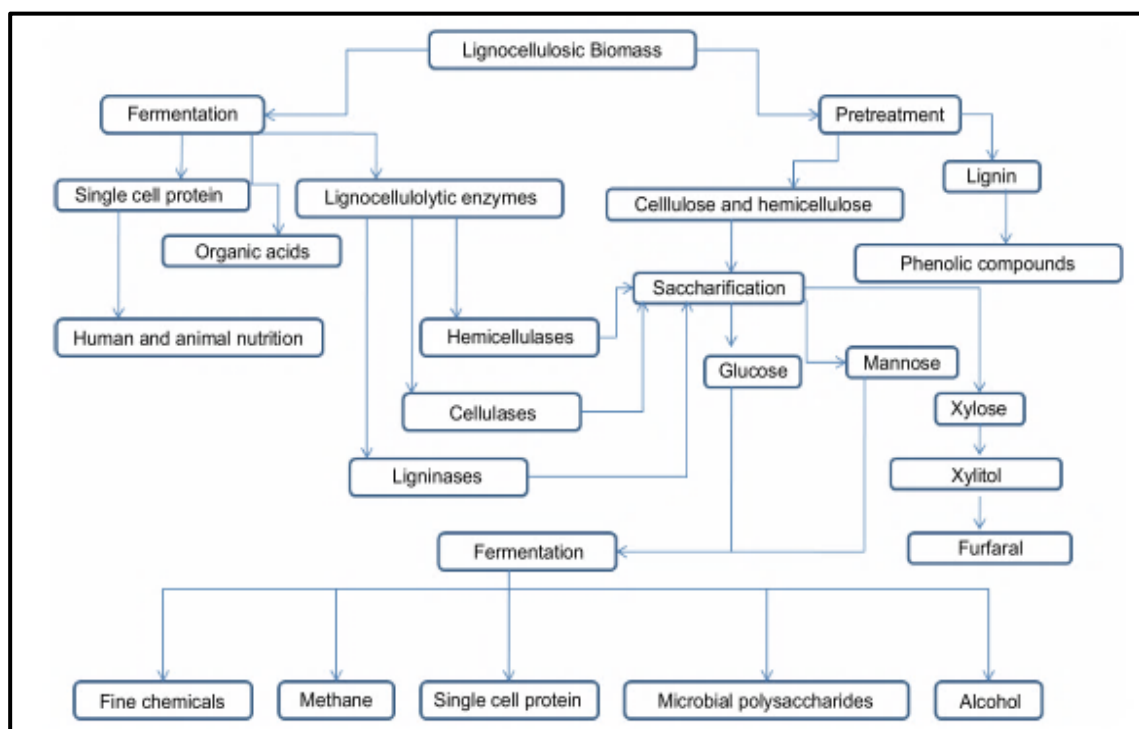 Lignocellulosic Biomass
Fermentation
Pretreatment
Single cell protein
Lignocellulolytic enzymes
Lignin
Celllulose and hemicellulose
Organic acids
Phenolic compounds
Saccharification
Human and animal nutrition
Hemicellulases
Glucose
Mannose
Cellulases
Xylose
Ligninases
Xylitol
Fermentation
Furfaral
Fine chemicals
Methane
Single cell protein
Microbial polysaccharides
Alcohol